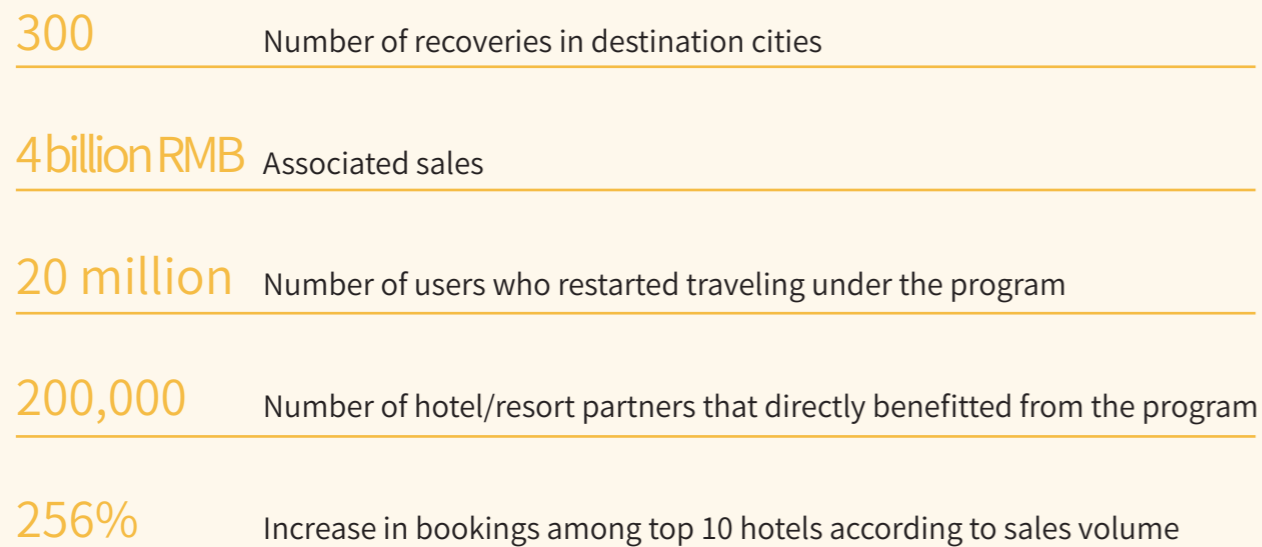 300 Number of recoveries in destination cities
4 billion RMB Associated sales
20 million Number of users who restarted traveling under the program
200,000 Number of hotel/resort partners that directly benefitted from the program
256% Increase in bookings among top 10 hotels according to sales volume